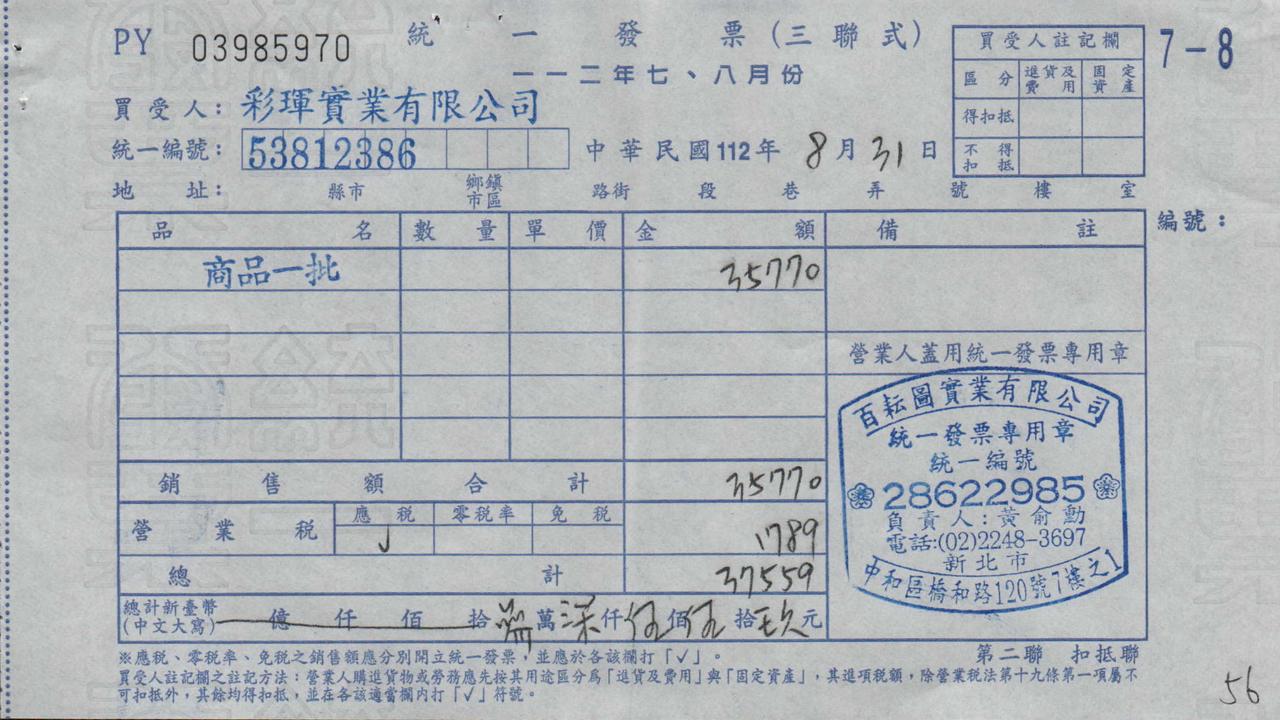 PY 03985970 統一發票(三聯式)
一一二年七、八月份
7-8
買受人註記欄
區分 進貨及費用 固定資產
得扣抵
不得扣抵
買受人: 彩琿實業有限公司
統一編號: 53812386 中華民國112年8月31日
地址: 縣市 鄉鎮市區 路街 段 巷 弄 號 樓 室
編號:
品名 數量 單價 金額 備註
商品一批 35770
營業人蓋用統一發票專用章
百耘圖實業有限公司
統一發票專用章
統一編號
28622985
負責人:黃俞勳
電話:(02)2248-3697
新北市
中和區橋和路120號7樓之1
銷售額合計 35770
營業稅 應稅 零稅率 免稅
√ 1789
總計 37559
總計新臺幣(中文大寫) 億 仟 佰 拾 叁萬 柒仟 伍佰 伍拾 玖元
※應稅、零稅率、免稅之銷售額應分別開立統一發票,並應於各該欄打「√」。
第二聯 扣抵聯
買受人註記欄之註記方法:營業人購進貨物或勞務應先按其用途區分為「進貨及費用」與「固定資產」,其進項稅額,除營業稅法第十九條第一項屬不
可扣抵外,其餘均得扣抵,並在各該適當欄內打「√」符號。
56